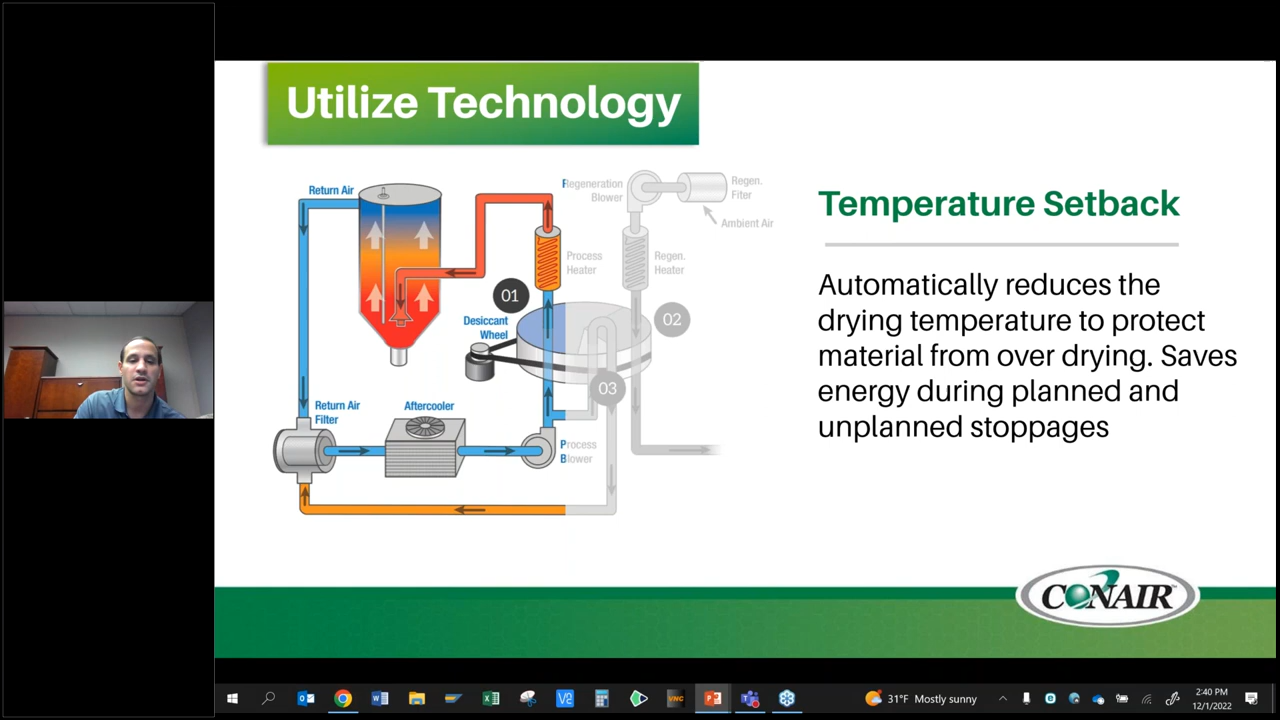 Utilize Technology
Return Air
Regeneration
Blower
Regen.
Filter
Ambient Air
Process
Heater
Regen.
Heater
01
02
Desiccant
Wheel
03
Return Air
Filter
Aftercooler
Process
Blower
Temperature Setback
Automatically reduces the
drying temperature to protect
material from over drying. Saves
energy during planned and
unplanned stoppages
CONAIR
V2
VNC
31°F Mostly sunny
2:40 PM
12/1/2022